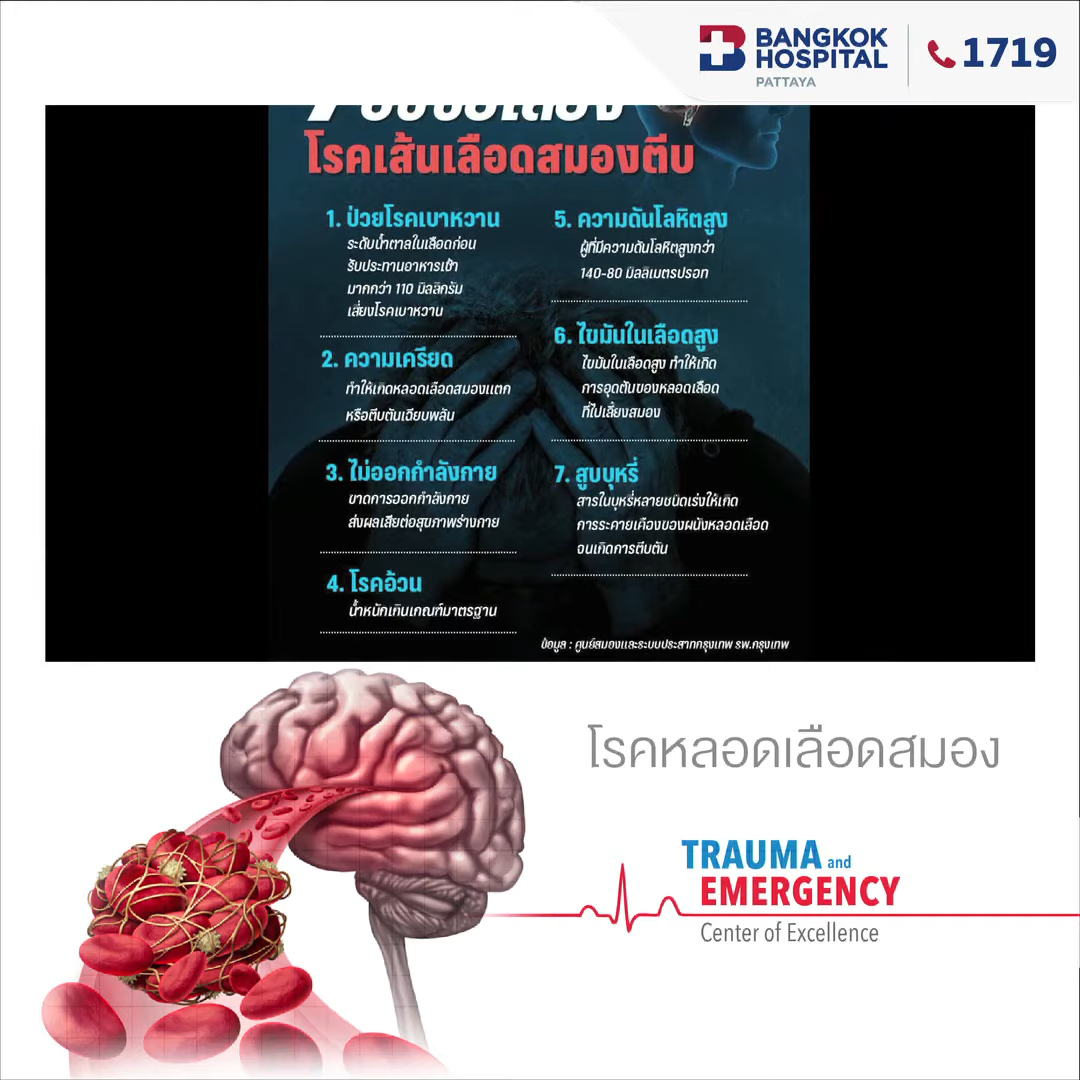 BANGKOK
HOSPITAL
PATTAYA
1719
โรคเส้นเลือดสมองตีบ
1. ป่วยโรคเบาหวาน
ระดับน้ำตาลในเลือดก่อน
รับประทานอาหารเช้า
มากกว่า 110 มิลลิกรัม
เสี่ยงโรคเบาหวาน
2. ความเครียด
ทำให้เกิดหลอดเลือดสมองแตก
หรือตีบตันเฉียบพลัน
3. ไม่ออกกำลังกาย
ขาดการออกกำลังกาย
ส่งผลเสียต่อสุขภาพร่างกาย
4. โรคอ้วน
น้ำหนักเกินเกณฑ์มาตรฐาน
5. ความดันโลหิตสูง
ผู้ที่มีความดันโลหิตสูงกว่า
140-80 มิลลิเมตรปรอท
6. ไขมันในเลือดสูง
ไขมันในเลือดสูง ทำให้เกิด
การอุดตันของหลอดเลือด
ที่ไปเลี้ยงสมอง
7. สูบบุหรี่
สารในบุหรี่หลายชนิดเร่งให้เกิด
การระคายเคืองของผนังหลอดเลือด
จนเกิดการตีบตัน
ข้อมูล : ศูนย์สมองและระบบประสาทกรุงเทพ รพ.กรุงเทพ
โรคหลอดเลือดสมอง
TRAUMA and
EMERGENCY
Center of Excellence